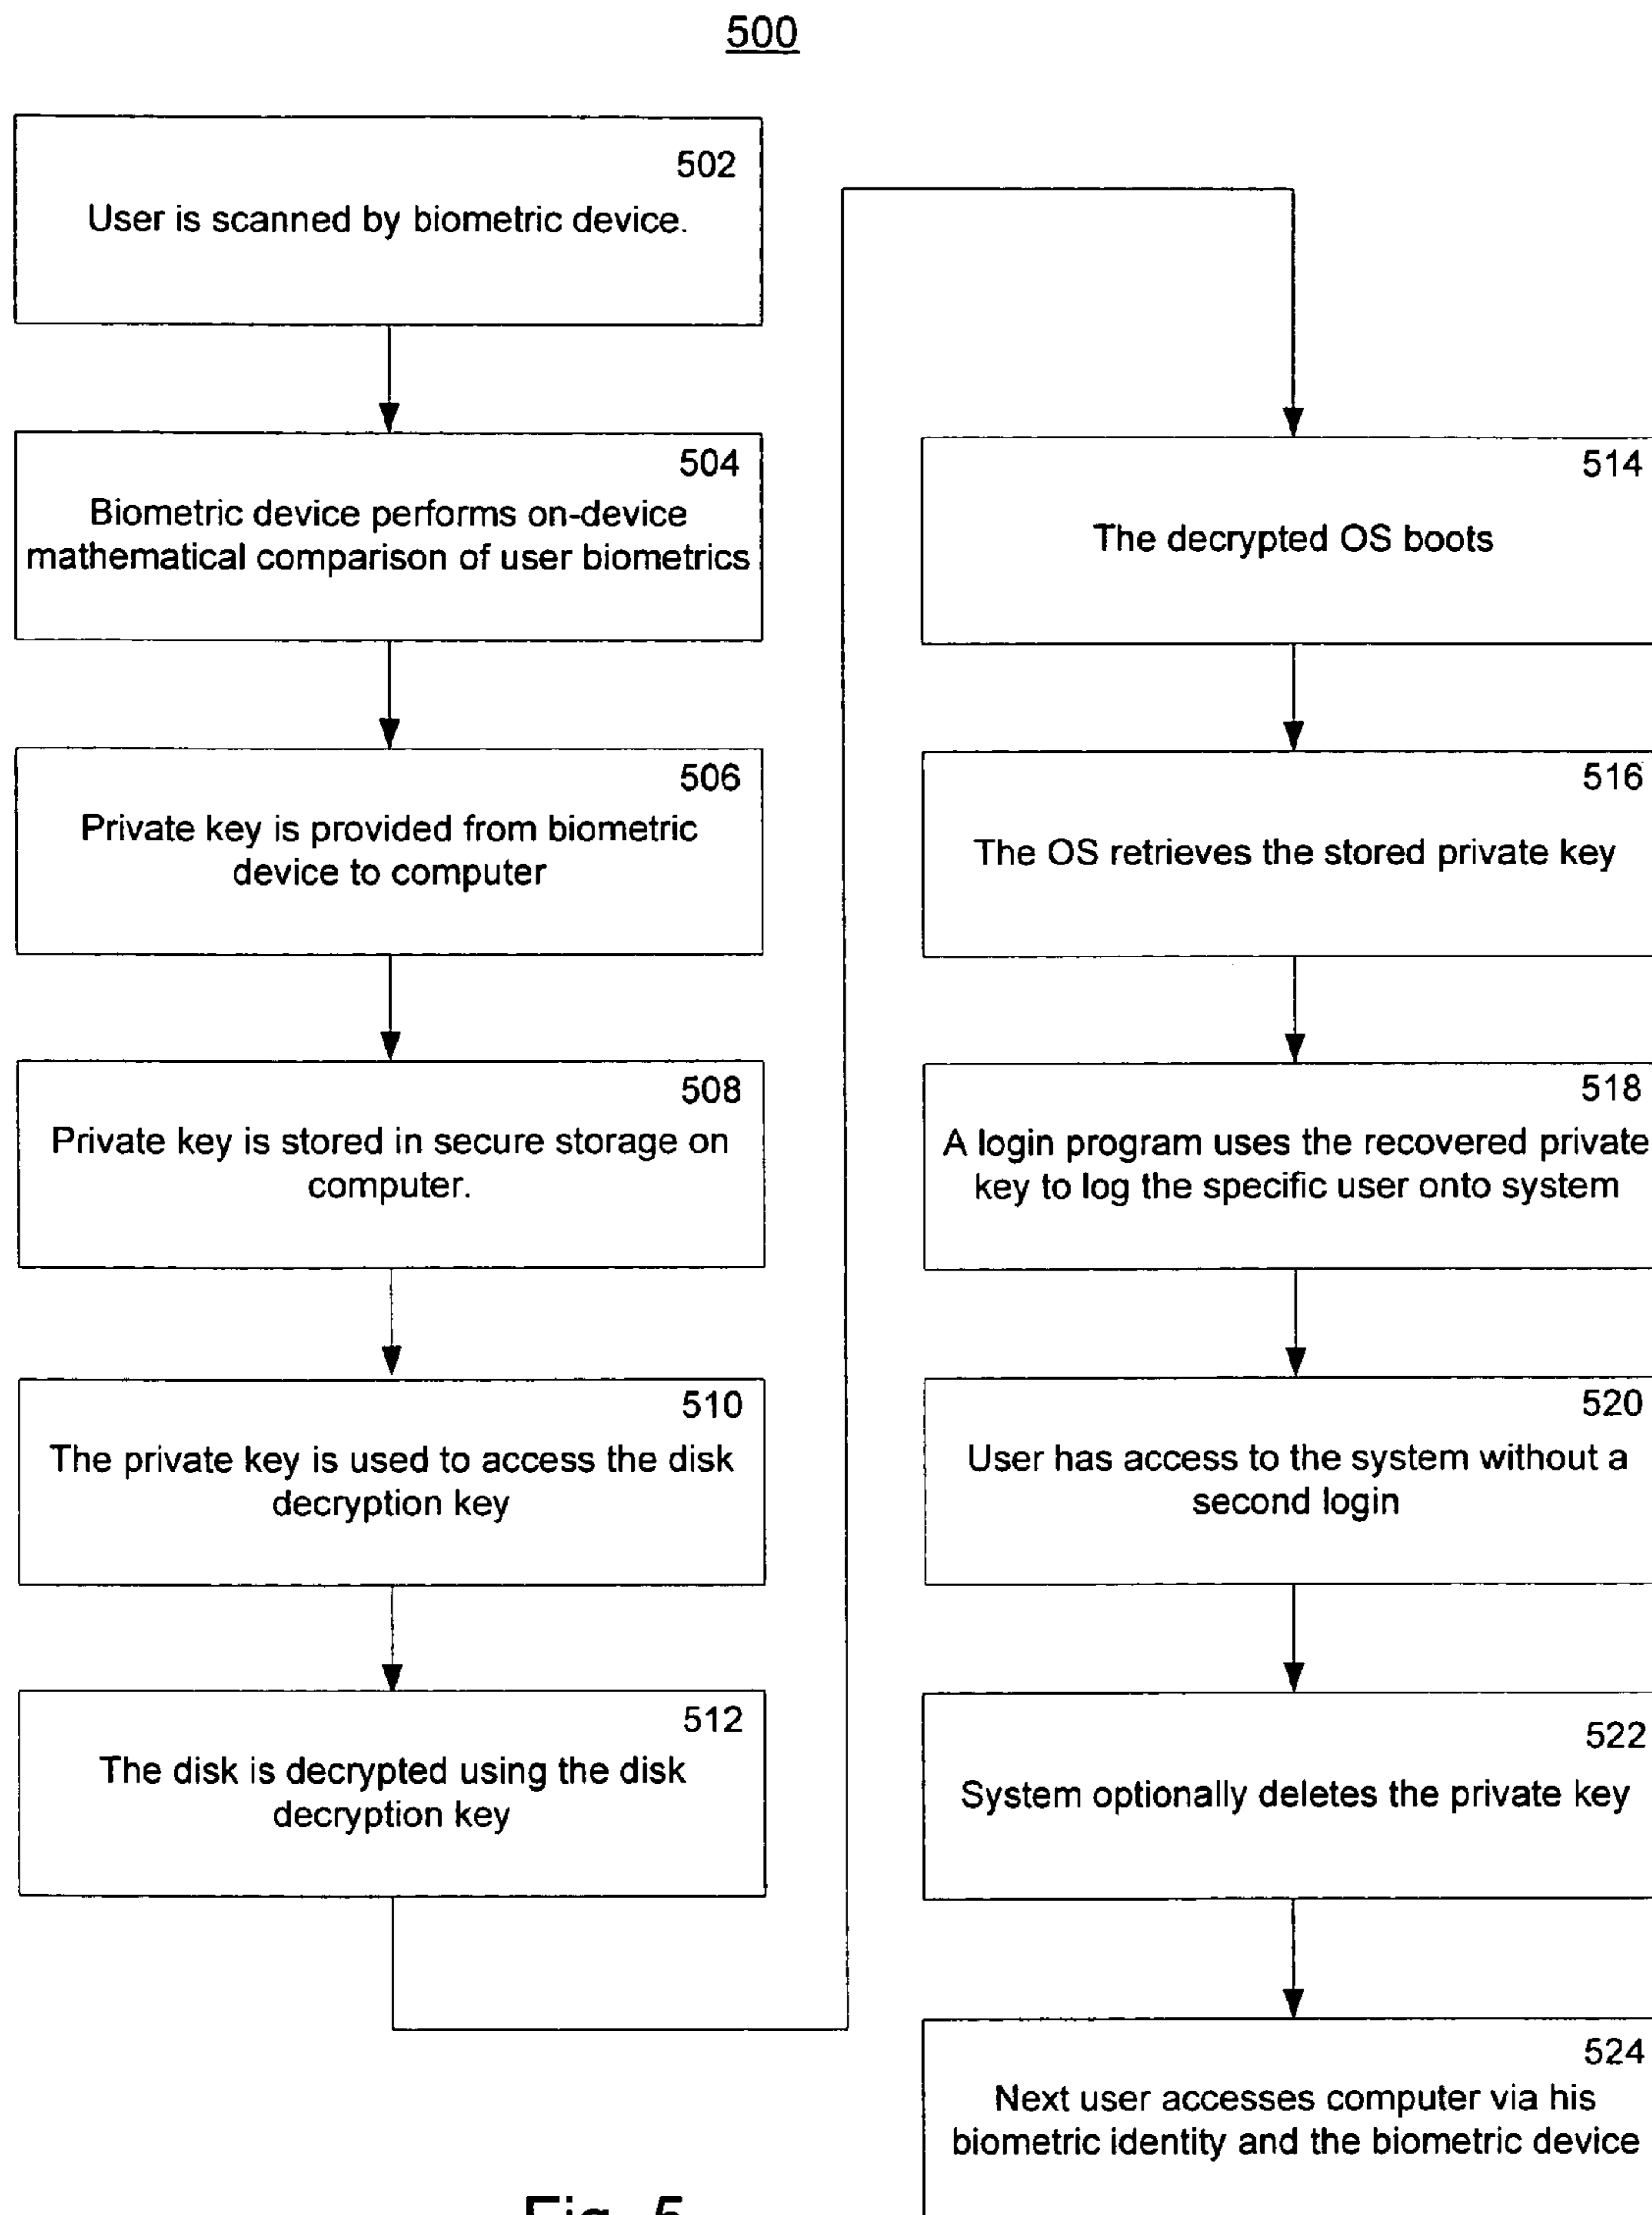 500
502
User is scanned by biometric device.
504
Biometric device performs on-device
mathematical comparison of user biometrics
506
Private key is provided from biometric
device to computer
508
Private key is stored in secure storage on
computer.
510
The private key is used to access the disk
decryption key
512
The disk is decrypted using the disk
decryption key
514
The decrypted OS boots
516
The OS retrieves the stored private key
518
A login program uses the recovered private
key to log the specific user onto system
520
User has access to the system without a
second login
522
System optionally deletes the private key
524
Next user accesses computer via his
biometric identity and the biometric device
Fig. 5